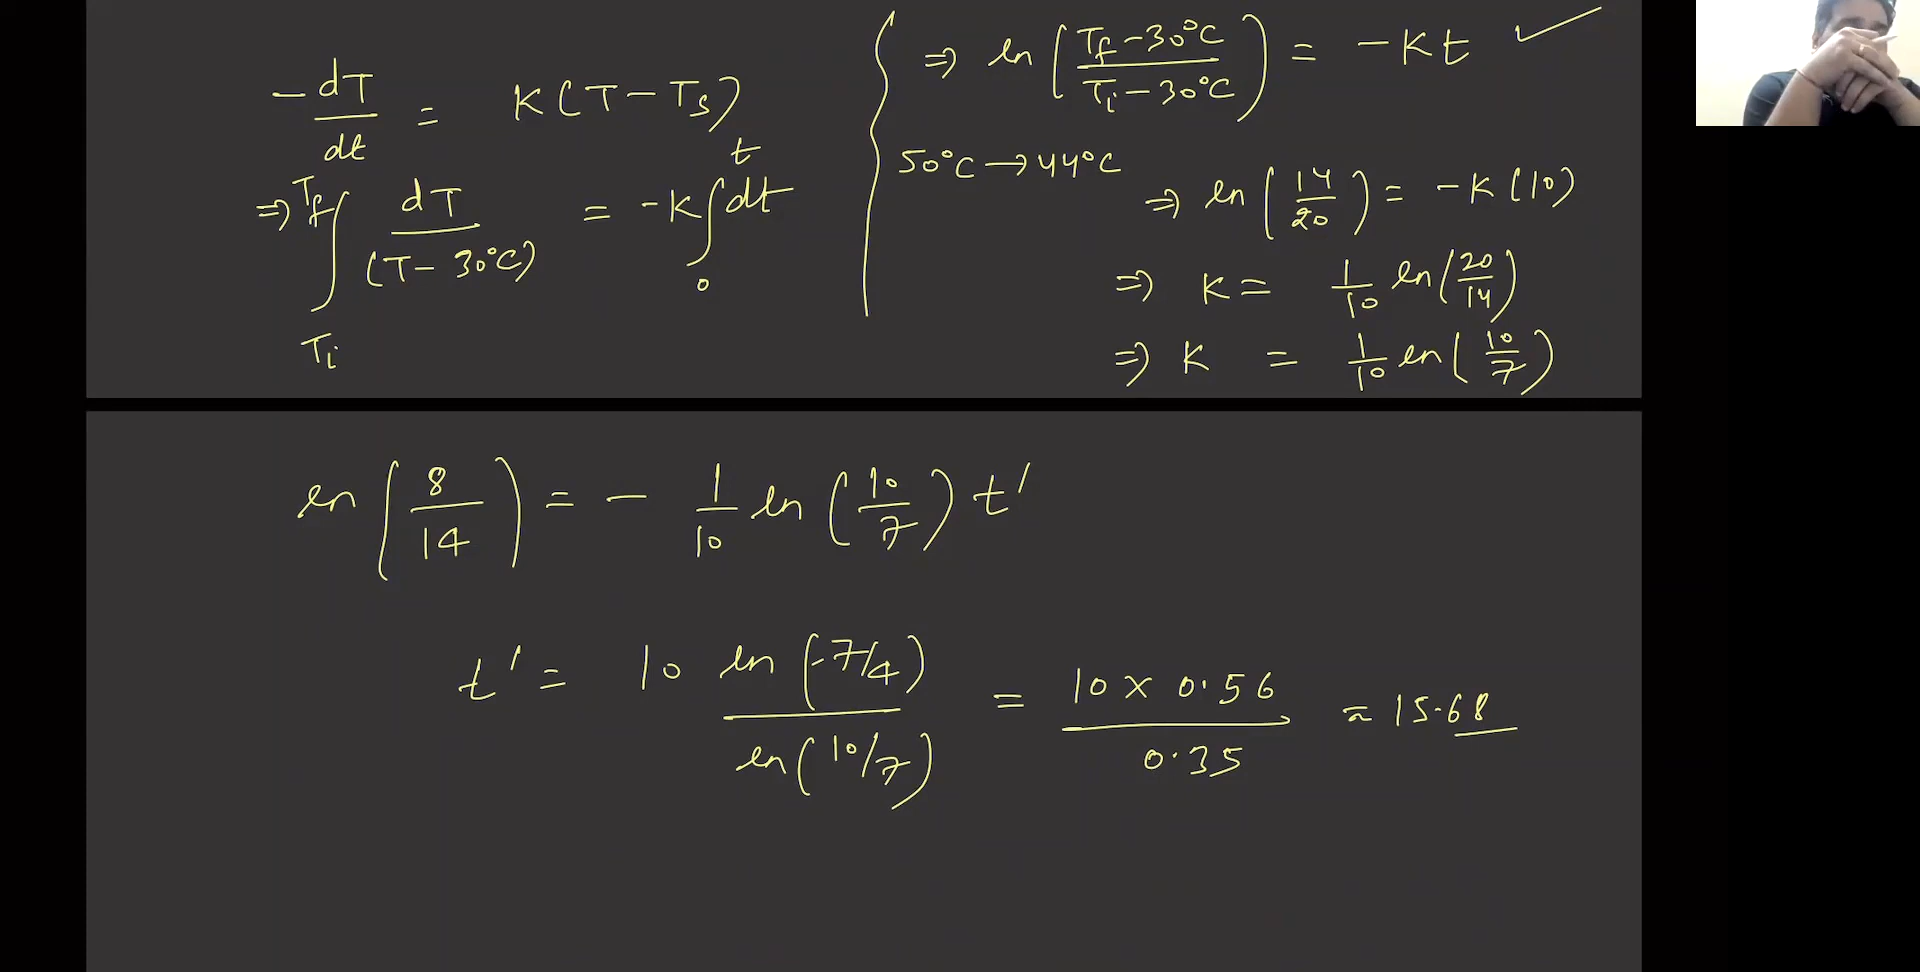 -dT/dt = K(T-Ts)
⇒ ∫_{Ti}^{Tf} dT/(T-30°C) = -K∫_{0}^{t} dt
⇒ ln(Tf-30°C/Ti-30°C) = -Kt ✓
50°C → 44°C
⇒ ln(14/20) = -K(10)
⇒ K = 1/10 ln(20/14)
⇒ K = 1/10 ln(10/7)
ln(8/14) = - 1/10 ln(10/7) t'
t' = 10 ln(-7/4)/ln(10/7) = 10 × 0.56/0.35 ≈ 15.68